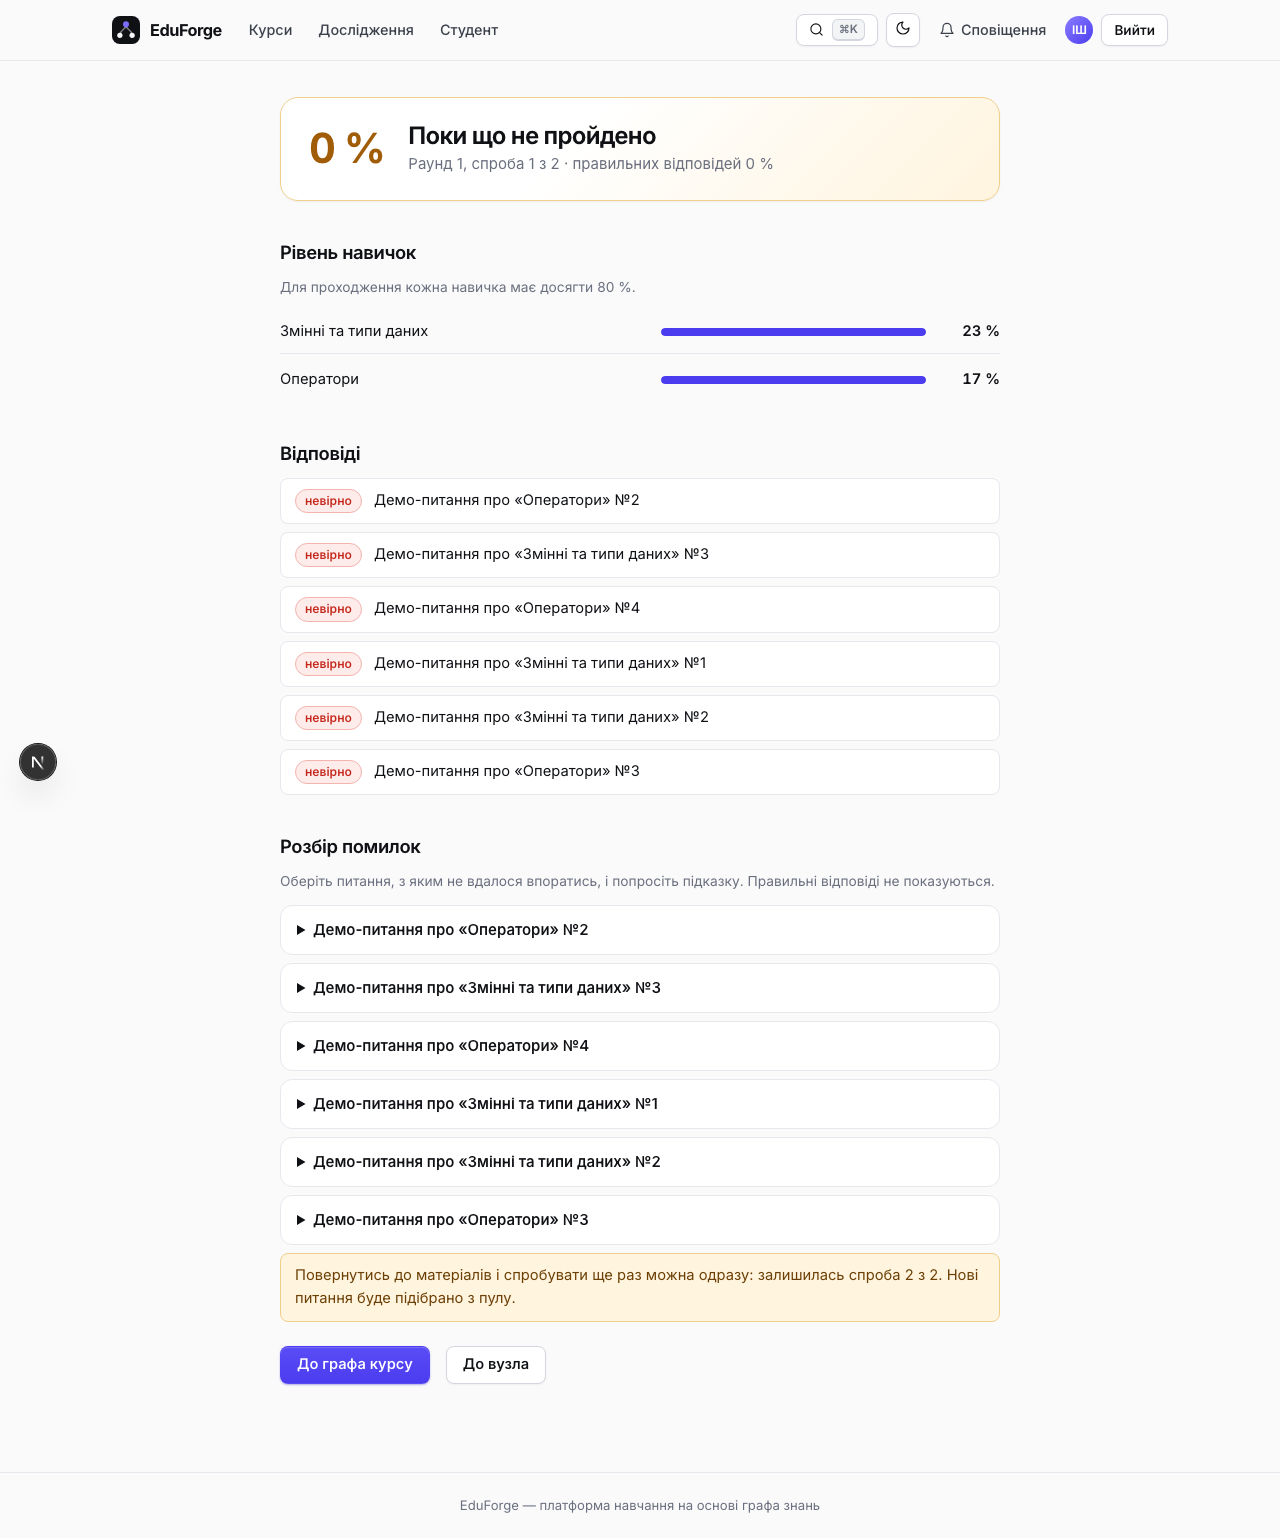 EduForge
Курси
Дослідження
Студент
⌘K
Сповіщення
ІШ
Вийти
0 %
Поки що не пройдено
Раунд 1, спроба 1 з 2 · правильних відповідей 0 %
Рівень навичок
Для проходження кожна навичка має досягти 80 %.
Змінні та типи даних
23 %
Оператори
17 %
Відповіді
невірно Демо-питання про «Оператори» №2
невірно Демо-питання про «Змінні та типи даних» №3
невірно Демо-питання про «Оператори» №4
невірно Демо-питання про «Змінні та типи даних» №1
невірно Демо-питання про «Змінні та типи даних» №2
невірно Демо-питання про «Оператори» №3
N
Розбір помилок
Оберіть питання, з яким не вдалося впоратись, і попросіть підказку. Правильні відповіді не показуються.
Демо-питання про «Оператори» №2
Демо-питання про «Змінні та типи даних» №3
Демо-питання про «Оператори» №4
Демо-питання про «Змінні та типи даних» №1
Демо-питання про «Змінні та типи даних» №2
Демо-питання про «Оператори» №3
Повернутись до матеріалів і спробувати ще раз можна одразу: залишилась спроба 2 з 2. Нові
питання буде підібрано з пулу.
До графа курсу
До вузла
EduForge — платформа навчання на основі графа знань